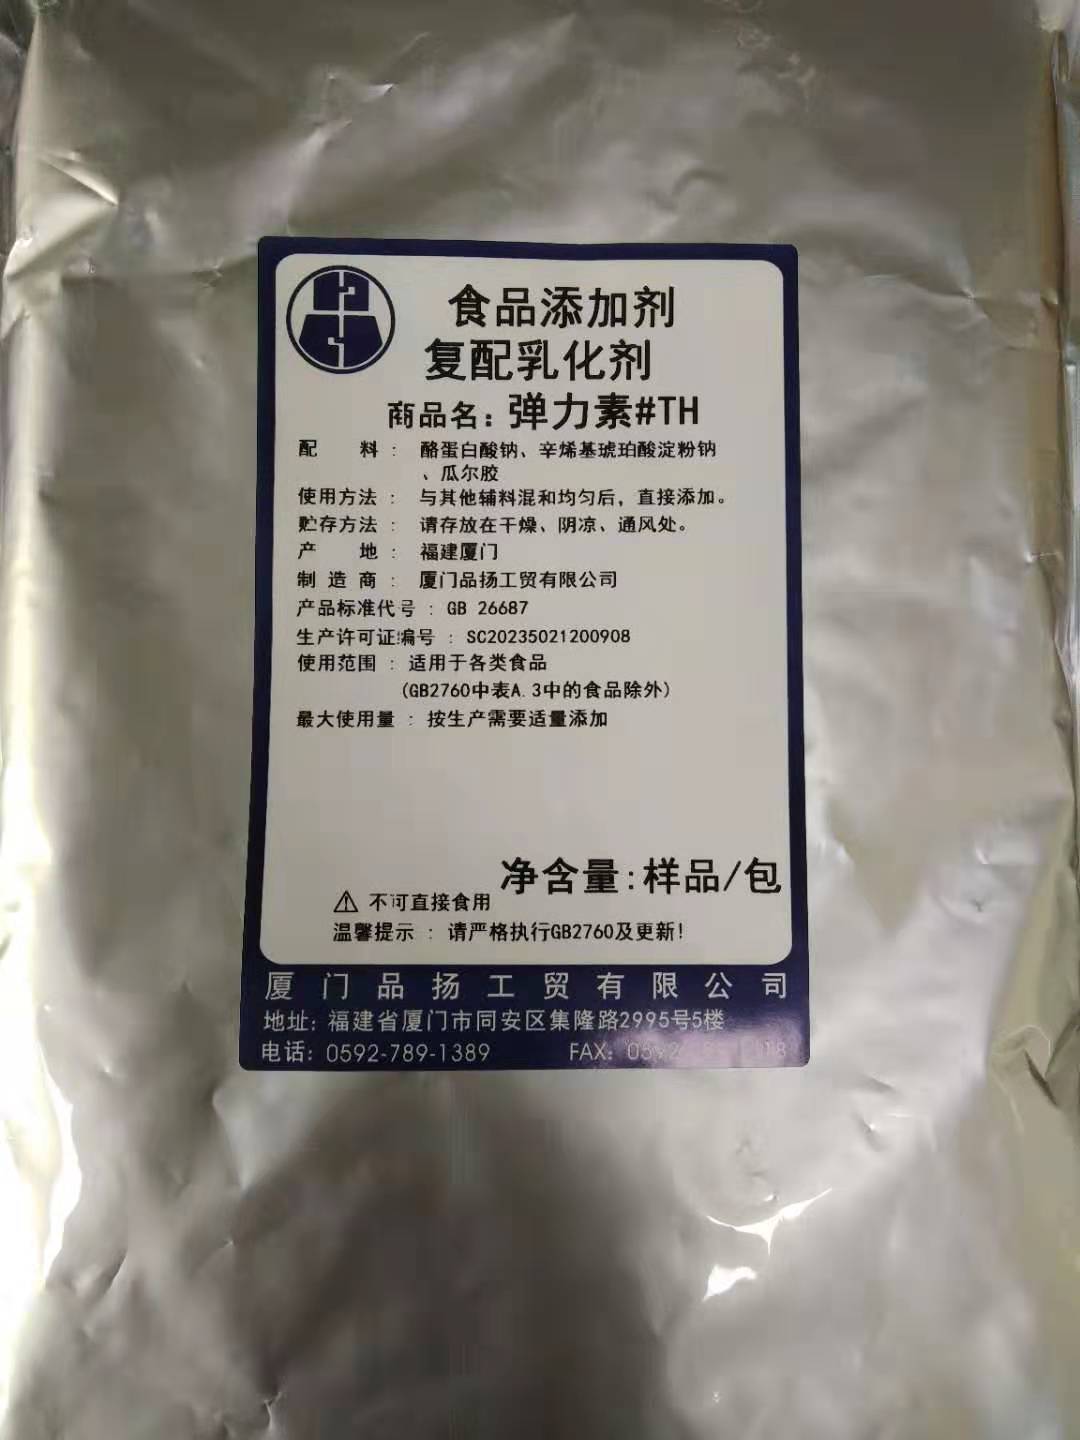 食品添加剂
复配乳化剂
商品名：弹力素#TH
配　料：酪蛋白酸钠、辛烯基琥珀酸淀粉钠
、瓜尔胶
使用方法：与其他辅料混和均匀后，直接添加。
贮存方法：请存放在干燥、阴凉、通风处。
产　地：福建厦门
制造商：厦门品扬工贸有限公司
产品标准代号：GB 26687
生产许可证编号：SC20235021200908
使用范围：适用于各类食品
(GB2760中表A.3中的食品除外)
最大使用量：按生产需要适量添加
净含量:样品/包
不可直接食用
温馨提示：请严格执行GB2760及更新!
厦门品扬工贸有限公司
地址:福建省厦门市同安区集隆路2995号5楼
电话:0592-789-1389 FAX: